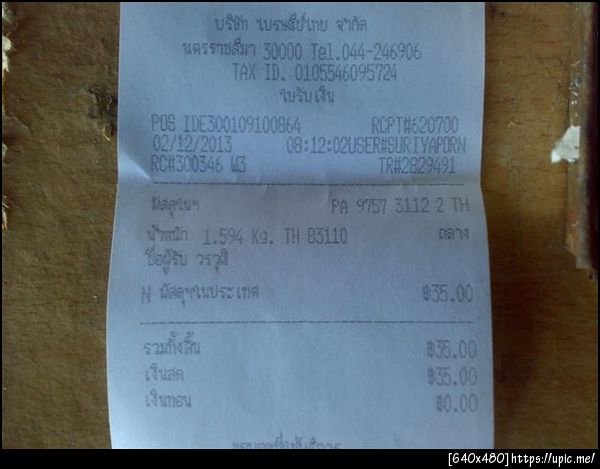 บริษัท ไปรษณีย์ไทย จำกัด
นครราชสีมา 30000 Tel.044-246906
TAX ID. 0105546095724
ใบรับเงิน
POS IDE300109100864 RCPT#620700
02/12/2013 08:12:02USER#SURIYAPORN
RC#300346 W3 TR#2829491
พัสดุฯ PA 9757 3112 2 TH
น้ำหนัก 1.594 Kg. TH 83110 ถลาง
ชื่อผู้รับ วรวุฒิ
N พัสดุฯในประเทศ ฿35.00
รวมทั้งสิ้น ฿35.00
เงินสด ฿35.00
เงินทอน ฿0.00
[640x480]https://upic.me/